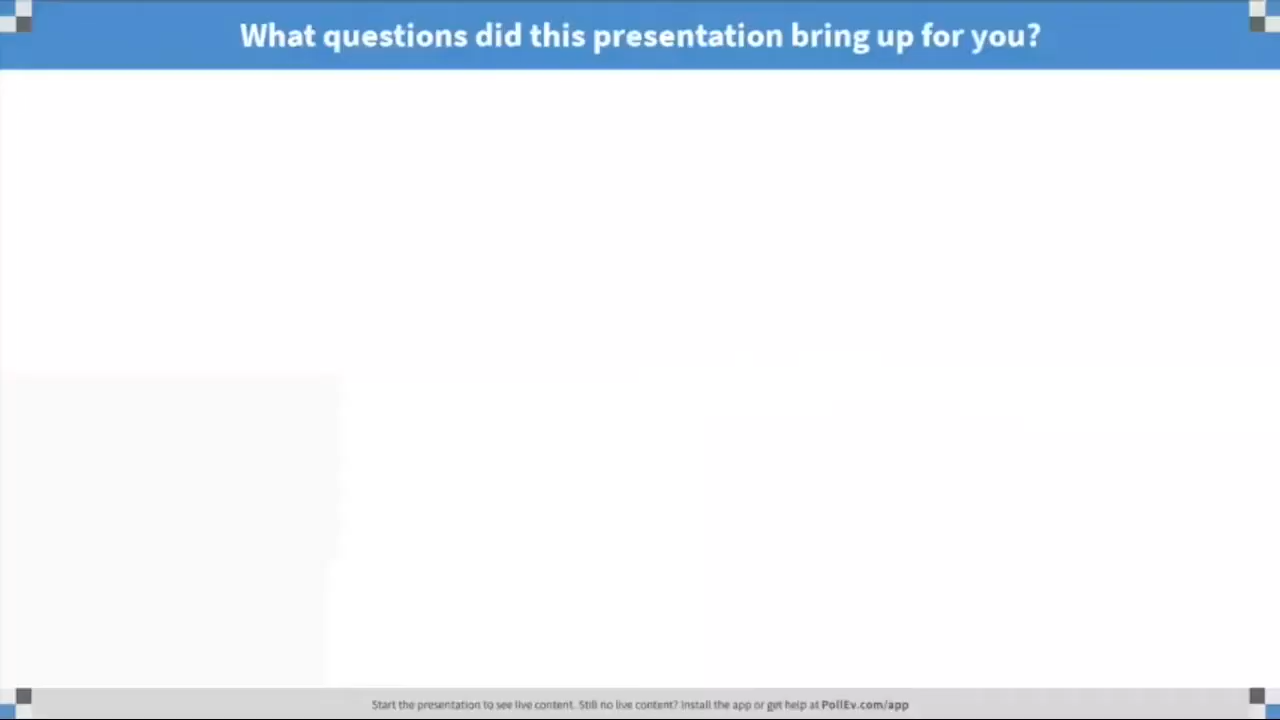 What questions did this presentation bring up for you?
Start the presentation to see live content. Still no live content? Install the app or get help at PollEv.com/app